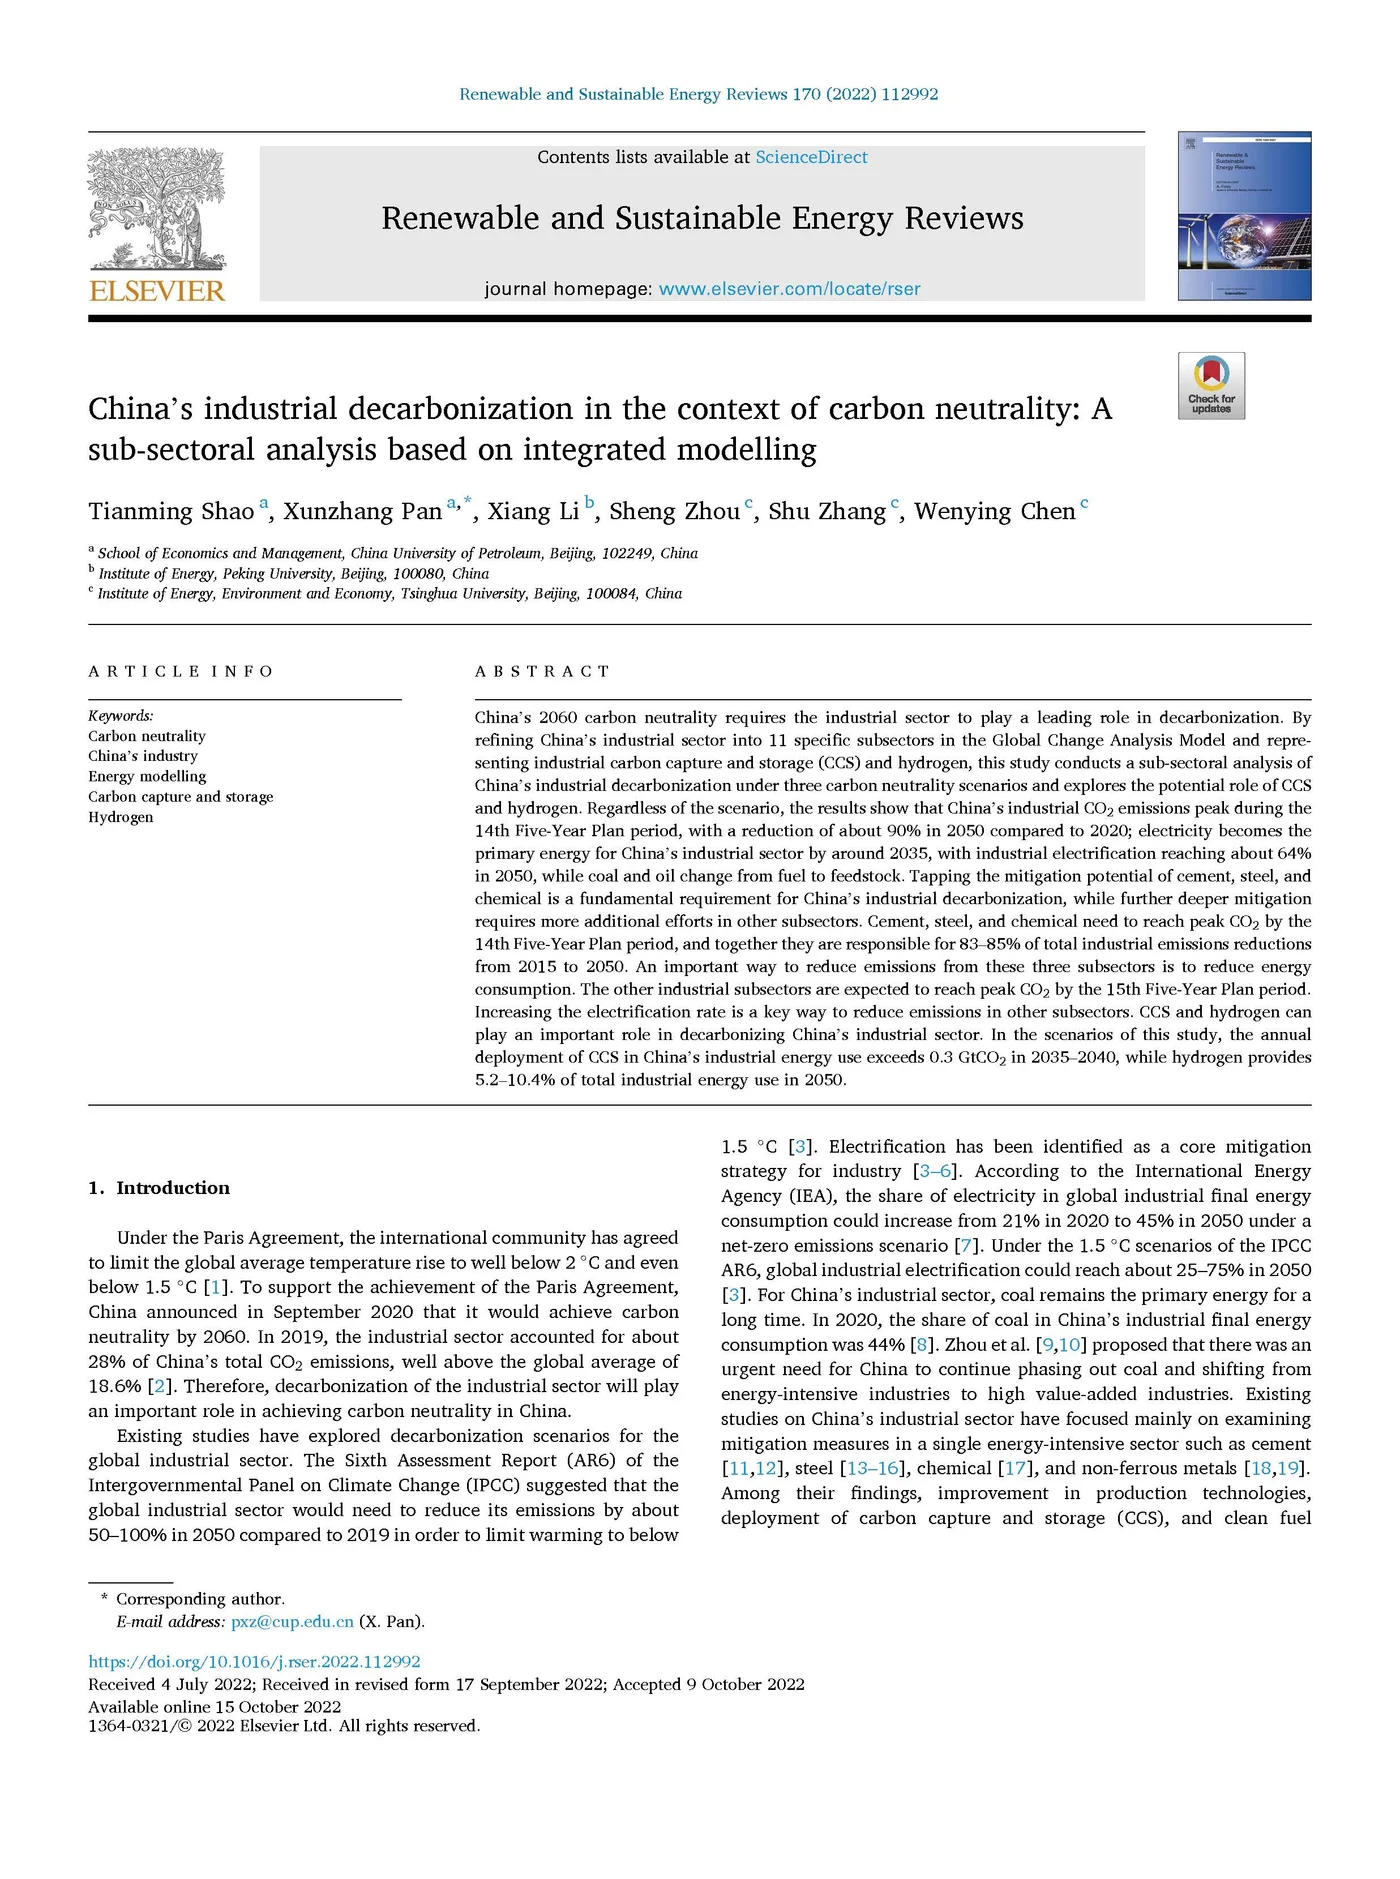 Renewable and Sustainable Energy Reviews 170 (2022) 112992
Contents lists available at ScienceDirect
Renewable and Sustainable Energy Reviews
journal homepage: www.elsevier.com/locate/rser
ELSEVIER
Renewable &
Sustainable
Energy Reviews
Check for
updates
China's industrial decarbonization in the context of carbon neutrality: A
sub-sectoral analysis based on integrated modelling
Tianming Shao a, Xunzhang Pan a,*, Xiang Li b, Sheng Zhou c, Shu Zhang c, Wenying Chen c
a School of Economics and Management, China University of Petroleum, Beijing, 102249, China
b Institute of Energy, Peking University, Beijing, 100080, China
c Institute of Energy, Environment and Economy, Tsinghua University, Beijing, 100084, China
ARTICLE INFO
Keywords:
Carbon neutrality
China's industry
Energy modelling
Carbon capture and storage
Hydrogen
ABSTRACT
China's 2060 carbon neutrality requires the industrial sector to play a leading role in decarbonization. By
refining China's industrial sector into 11 specific subsectors in the Global Change Analysis Model and repre-
senting industrial carbon capture and storage (CCS) and hydrogen, this study conducts a sub-sectoral analysis of
China's industrial decarbonization under three carbon neutrality scenarios and explores the potential role of CCS
and hydrogen. Regardless of the scenario, the results show that China's industrial CO2 emissions peak during the
14th Five-Year Plan period, with a reduction of about 90% in 2050 compared to 2020; electricity becomes the
primary energy for China's industrial sector by around 2035, with industrial electrification reaching about 64%
in 2050, while coal and oil change from fuel to feedstock. Tapping the mitigation potential of cement, steel, and
chemical is a fundamental requirement for China's industrial decarbonization, while further deeper mitigation
requires more additional efforts in other subsectors. Cement, steel, and chemical need to reach peak CO2 by the
14th Five-Year Plan period, and together they are responsible for 83–85% of total industrial emissions reductions
from 2015 to 2050. An important way to reduce emissions from these three subsectors is to reduce energy
consumption. The other industrial subsectors are expected to reach peak CO2 by the 15th Five-Year Plan period.
Increasing the electrification rate is a key way to reduce emissions in other subsectors. CCS and hydrogen can
play an important role in decarbonizing China's industrial sector. In the scenarios of this study, the annual
deployment of CCS in China's industrial energy use exceeds 0.3 GtCO2 in 2035–2040, while hydrogen provides
5.2–10.4% of total industrial energy use in 2050.
1. Introduction
Under the Paris Agreement, the international community has agreed
to limit the global average temperature rise to well below 2 °C and even
below 1.5 °C [1]. To support the achievement of the Paris Agreement,
China announced in September 2020 that it would achieve carbon
neutrality by 2060. In 2019, the industrial sector accounted for about
28% of China's total CO2 emissions, well above the global average of
18.6% [2]. Therefore, decarbonization of the industrial sector will play
an important role in achieving carbon neutrality in China.
Existing studies have explored decarbonization scenarios for the
global industrial sector. The Sixth Assessment Report (AR6) of the
Intergovernmental Panel on Climate Change (IPCC) suggested that the
global industrial sector would need to reduce its emissions by about
50–100% in 2050 compared to 2019 in order to limit warming to below
1.5 °C [3]. Electrification has been identified as a core mitigation
strategy for industry [3–6]. According to the International Energy
Agency (IEA), the share of electricity in global industrial final energy
consumption could increase from 21% in 2020 to 45% in 2050 under a
net-zero emissions scenario [7]. Under the 1.5 °C scenarios of the IPCC
AR6, global industrial electrification could reach about 25–75% in 2050
[3]. For China's industrial sector, coal remains the primary energy for a
long time. In 2020, the share of coal in China's industrial final energy
consumption was 44% [8]. Zhou et al. [9,10] proposed that there was an
urgent need for China to continue phasing out coal and shifting from
energy-intensive industries to high value-added industries. Existing
studies on China's industrial sector have focused mainly on examining
mitigation measures in a single energy-intensive sector such as cement
[11,12], steel [13–16], chemical [17], and non-ferrous metals [18,19].
Among their findings, improvement in production technologies,
deployment of carbon capture and storage (CCS), and clean fuel
* Corresponding author.
E-mail address: pxz@cup.edu.cn (X. Pan).
https://doi.org/10.1016/j.rser.2022.112992
Received 4 July 2022; Received in revised form 17 September 2022; Accepted 9 October 2022
Available online 15 October 2022
1364-0321/© 2022 Elsevier Ltd. All rights reserved.